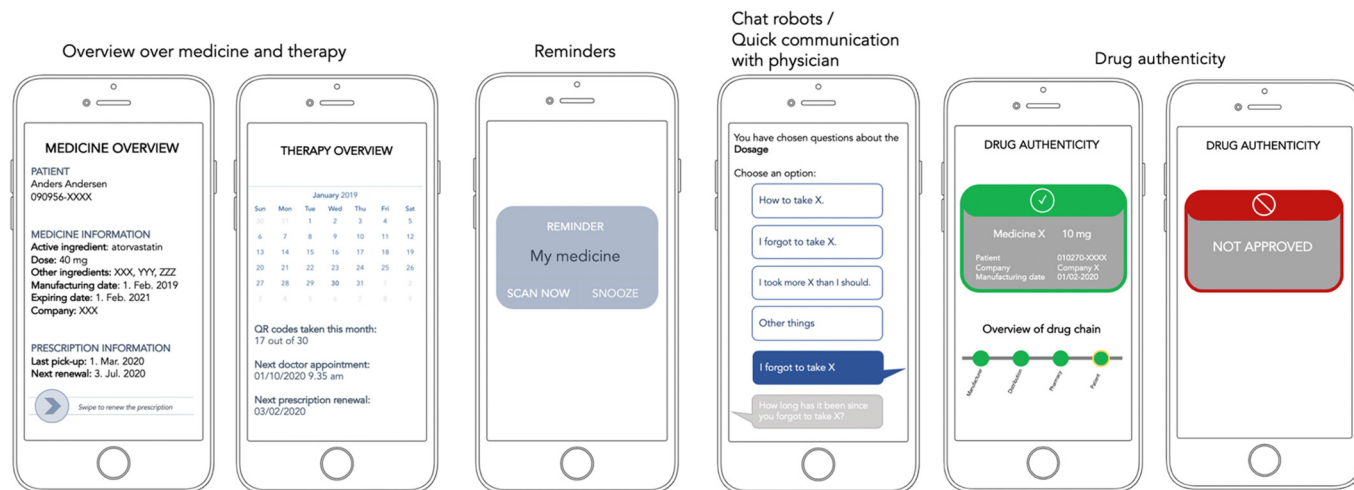 Overview over medicine and therapy
Reminders
Chat robots /
Quick communication
with physician
Drug authenticity
MEDICINE OVERVIEW
PATIENT
Anders Andersen
090956-XXXX
MEDICINE INFORMATION
Active ingredient: atorvastatin
Dose: 40 mg
Other ingredients: XXX, YYY, ZZZ
Manufacturing date: 1. Feb. 2019
Expiring date: 1. Feb. 2021
Company: XXX
PRESCRIPTION INFORMATION
Last pick-up: 1. Mar. 2020
Next renewal: 3. Jul. 2020
Swipe to renew the prescription
THERAPY OVERVIEW
January 2019
Sun Mon Tue Wed Thu Fri Sat
30 31 1 2 3 4 5
6 7 8 9 10 11 12
13 14 15 16 17 18 19
20 21 22 23 24 25 26
27 28 29 30 31 1 2
3 4 5 6 7 8 9
QR codes taken this month:
17 out of 30
Next doctor appointment:
01/10/2020 9.35 am
Next prescription renewal:
03/02/2020
REMINDER
My medicine
SCAN NOW SNOOZE
You have chosen questions about the
Dosage
Choose an option:
How to take X.
I forgot to take X.
I took more X than I should.
Other things
I forgot to take X
How long has it been since
you forgot to take X?
DRUG AUTHENTICITY
Medicine X 10 mg
Patient 010270-XXXX
Company Company X
Manufacturing date 01/02-2020
Overview of drug chain
Manufacturer
Distribution
Pharmacy
Patient
DRUG AUTHENTICITY
NOT APPROVED